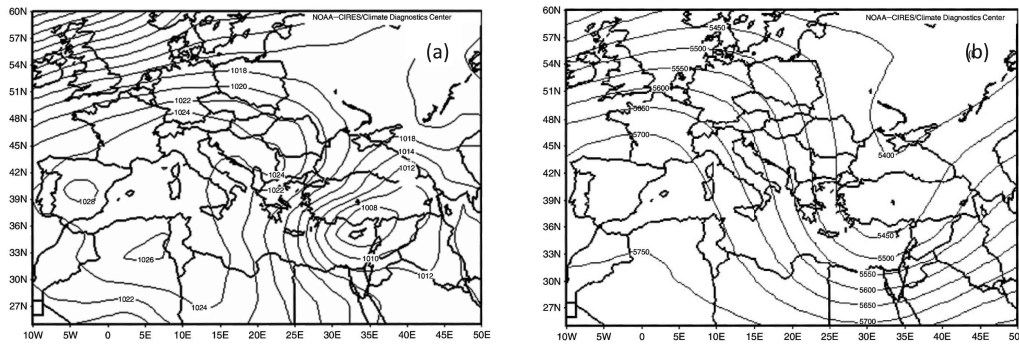 NOAA–CIRES/Climate Diagnostics Center
(a)
60N
57N
54N
51N
48N
45N
42N
39N
36N
33N
30N
27N
10W
5W
0
5E
10E
15E
20E
25E
30E
35E
40E
45E
50E
1018
1020
1022
1024
1018
1014
1012
1024
1022
1028
1008
1010
1012
1026
1022
1024
NOAA–CIRES/Climate Diagnostics Center
(b)
60N
57N
54N
51N
48N
45N
42N
39N
36N
33N
30N
27N
10W
5W
0
5E
10E
15E
20E
25E
30E
35E
40E
45E
50E
5450
5500
5550
5600
5650
5700
5400
5450
5500
5550
5600
5650
5700
5750